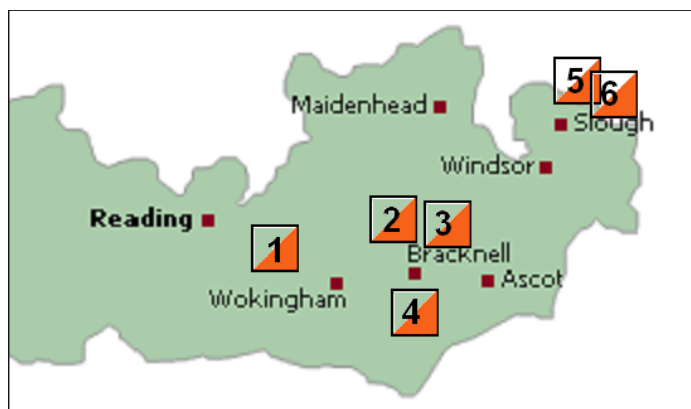 5
6
Maidenhead
Slough
Windsor
Reading
2
3
1
Bracknell
Ascot
Wokingham
4